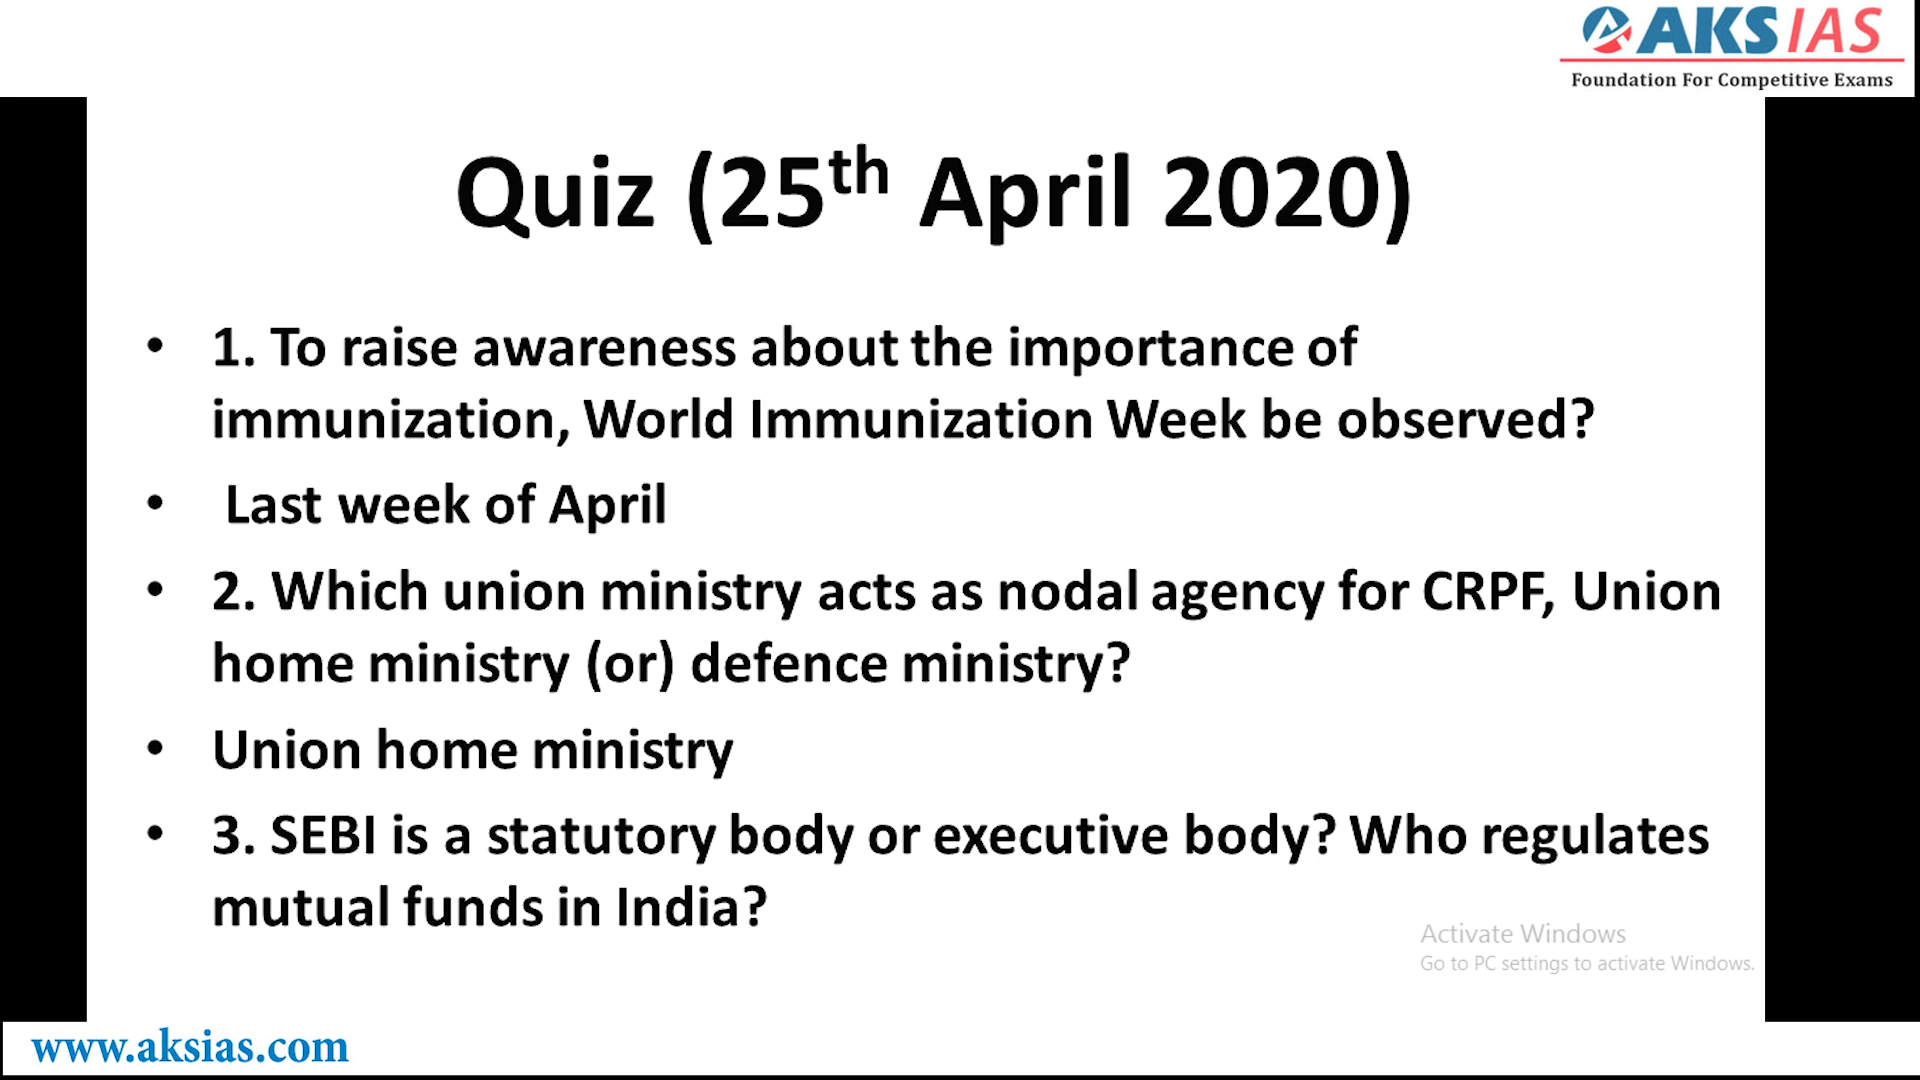 AKS IAS
Foundation For Competitive Exams
Quiz (25th April 2020)
• 1. To raise awareness about the importance of
immunization, World Immunization Week be observed?
• Last week of April
• 2. Which union ministry acts as nodal agency for CRPF, Union
home ministry (or) defence ministry?
• Union home ministry
• 3. SEBI is a statutory body or executive body? Who regulates
mutual funds in India?
Activate Windows
Go to PC settings to activate Windows.
www.aksias.com